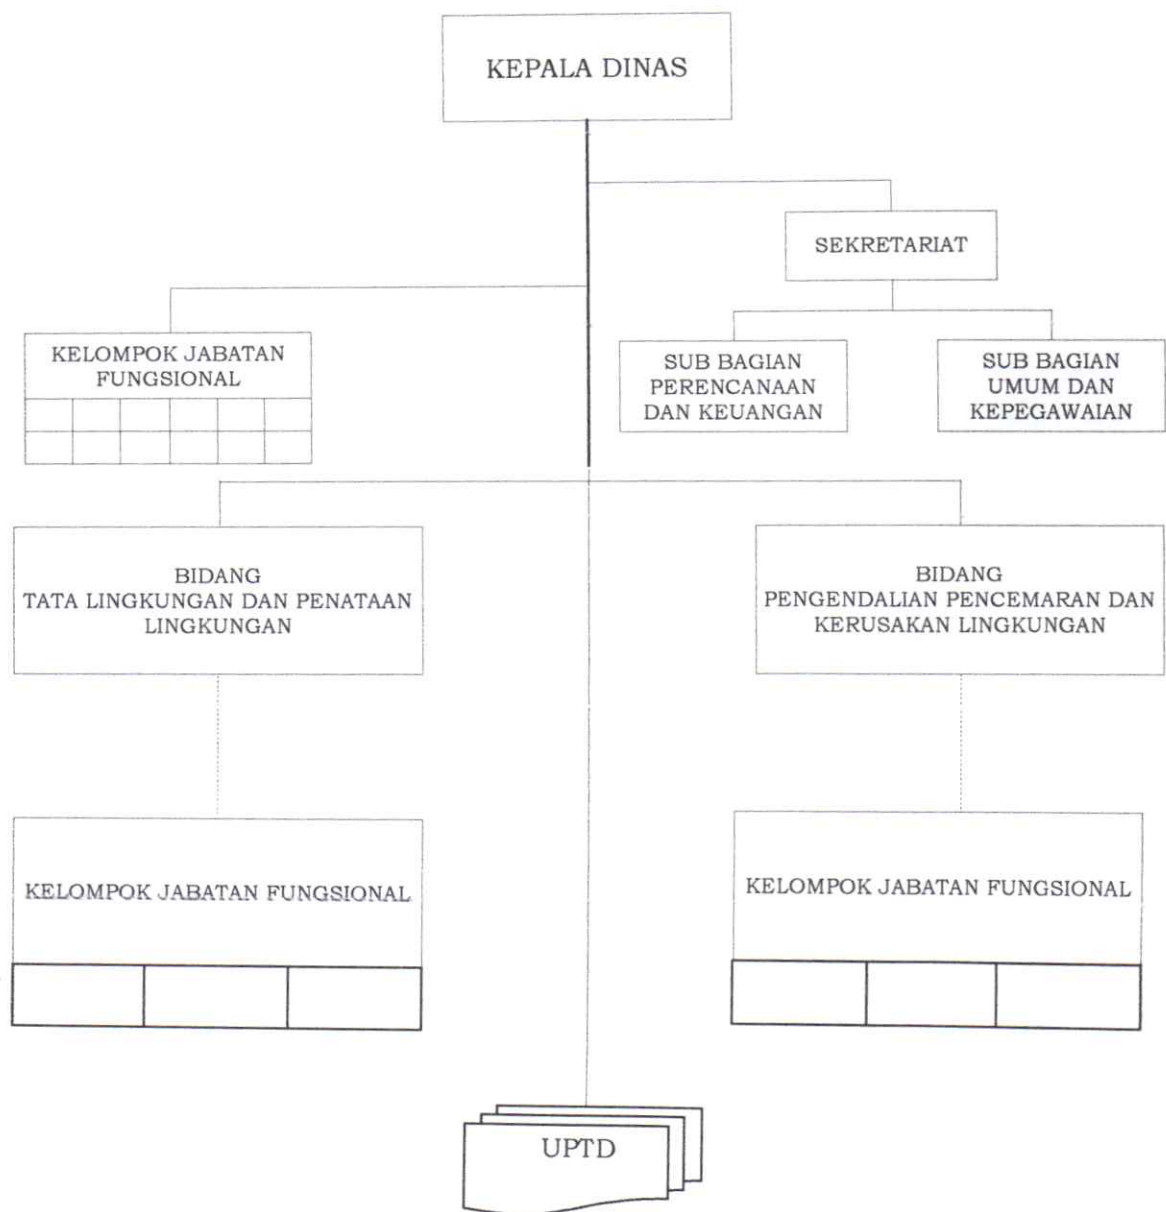 KEPALA DINAS
SEKRETARIAT
KELOMPOK JABATAN
FUNGSIONAL
SUB BAGIAN
PERENCANAAN
DAN KEUANGAN
SUB BAGIAN
UMUM DAN
KEPEGAWAIAN
BIDANG
TATA LINGKUNGAN DAN PENATAAN
LINGKUNGAN
BIDANG
PENGENDALIAN PENCEMARAN DAN
KERUSAKAN LINGKUNGAN
KELOMPOK JABATAN FUNGSIONAL
KELOMPOK JABATAN FUNGSIONAL
UPTD